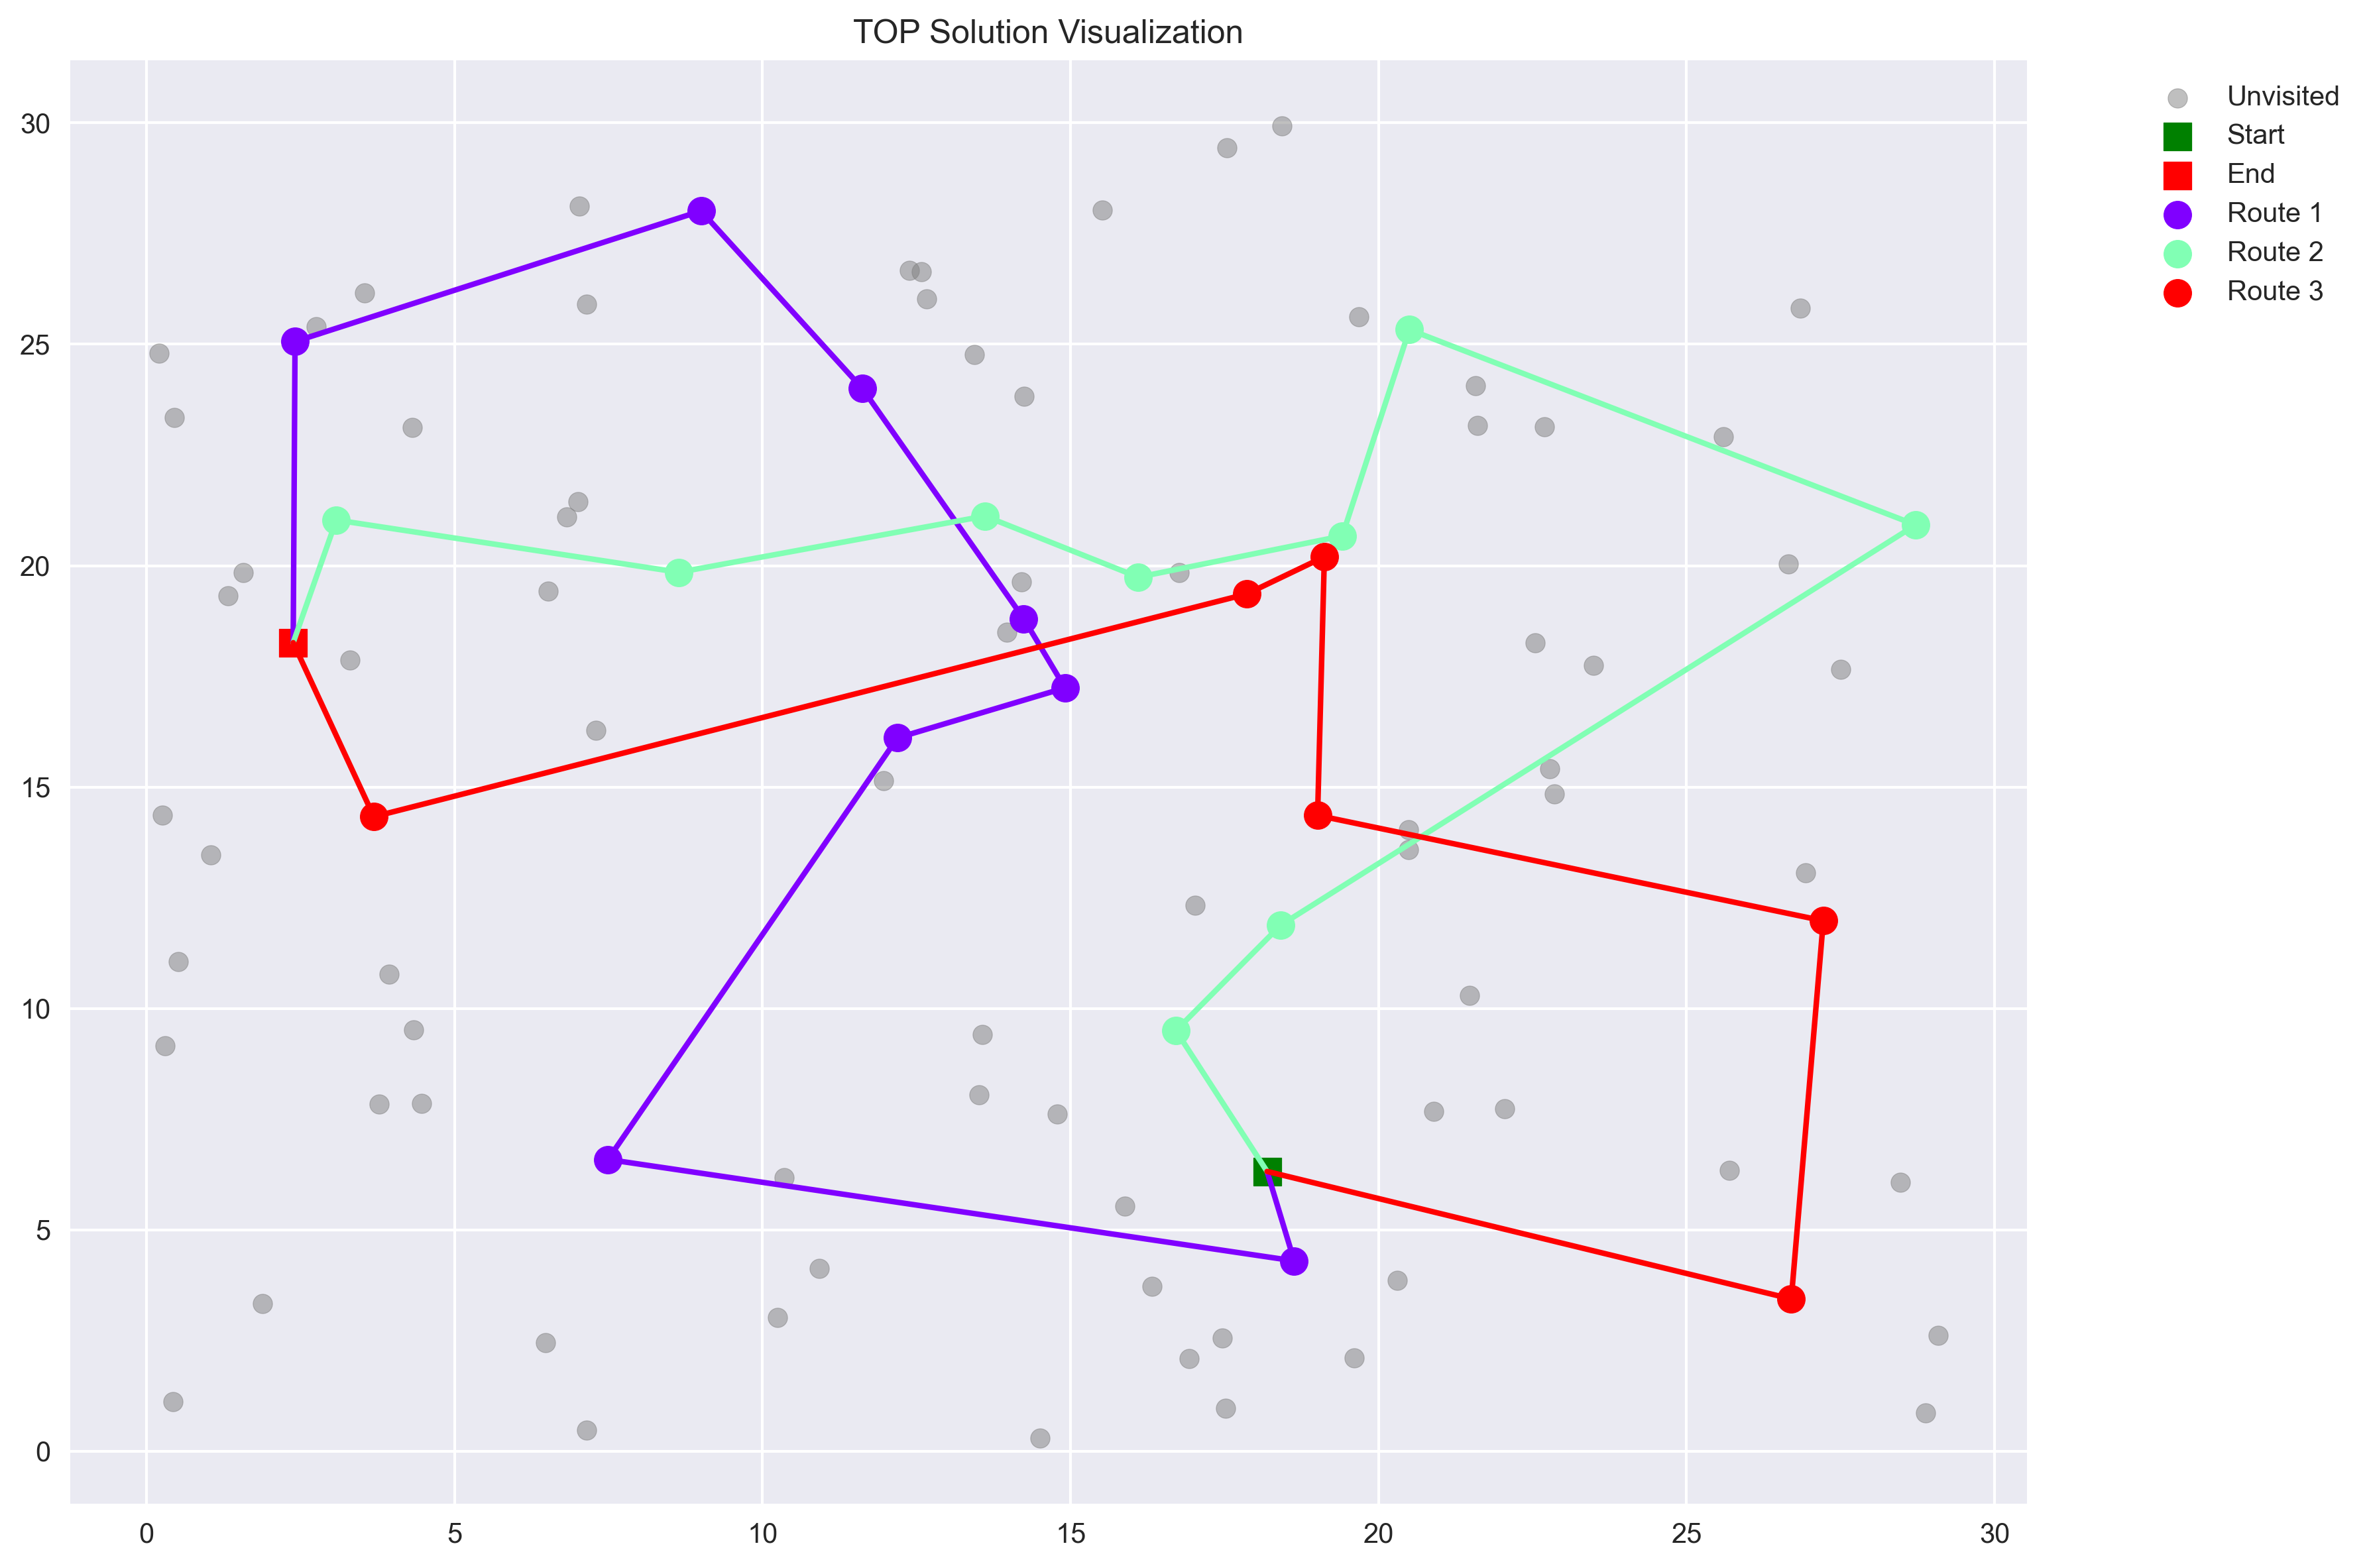 TOP Solution Visualization
Unvisited
Start
End
Route 1
Route 2
Route 3
30
25
20
15
10
5
0
0 5 10 15 20 25 30